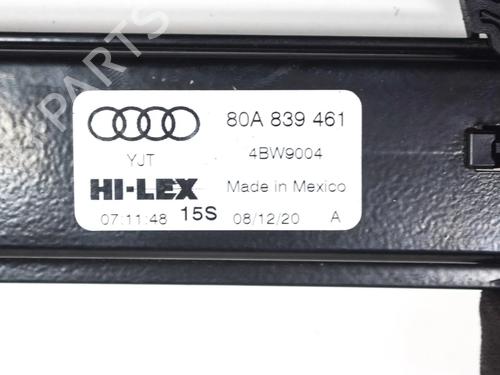 80A 839 461
YJT 4BW9004
HI-LEX Made in Mexico
07:11:48 15S 08/12/20 A
PARTS